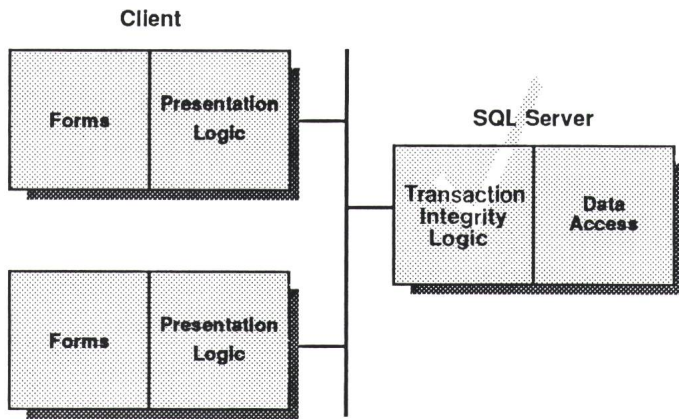 Client
Forms
Presentation
Logic
SQL Server
Transaction
Integrity
Logic
Data
Access
Forms
Presentation
Logic